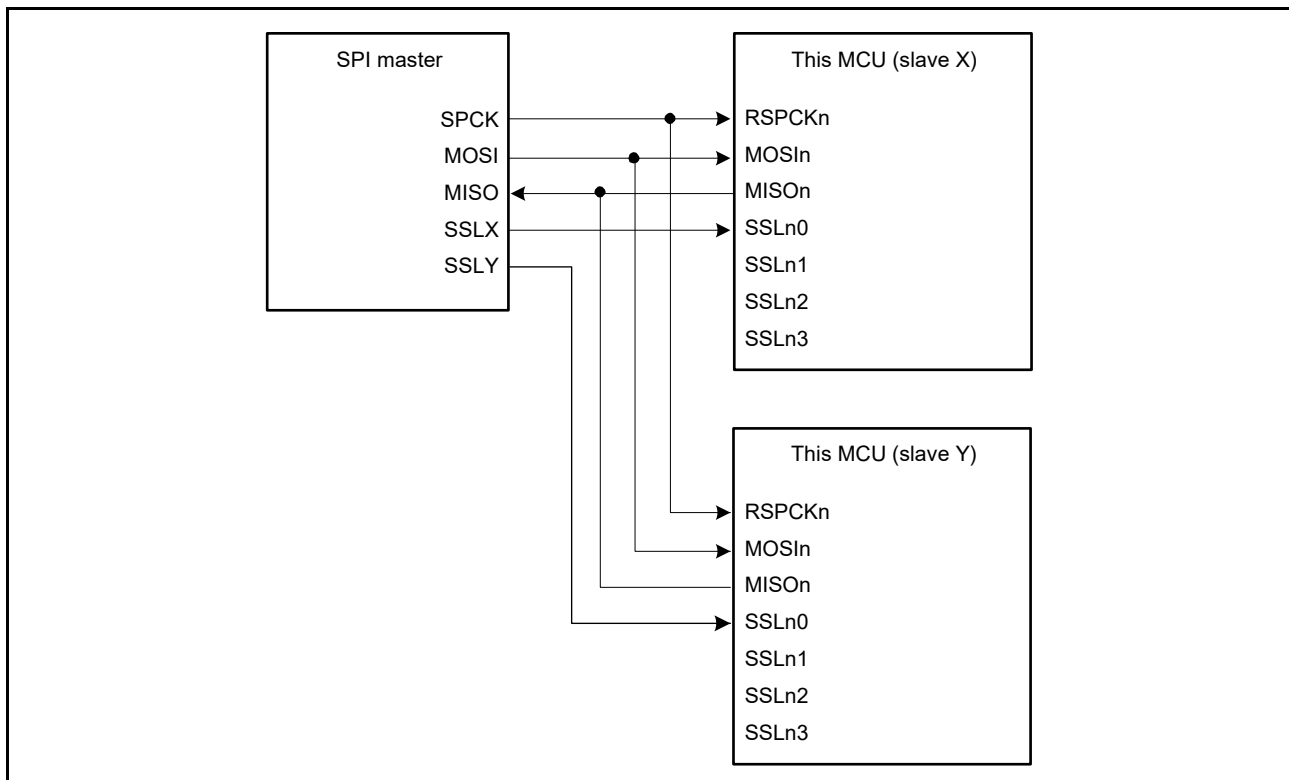 SPI master
SPCK
MOSI
MISO
SSLX
SSLY
This MCU (slave X)
RSPCKn
MOSIn
MISOn
SSLn0
SSLn1
SSLn2
SSLn3
This MCU (slave Y)
RSPCKn
MOSIn
MISOn
SSLn0
SSLn1
SSLn2
SSLn3